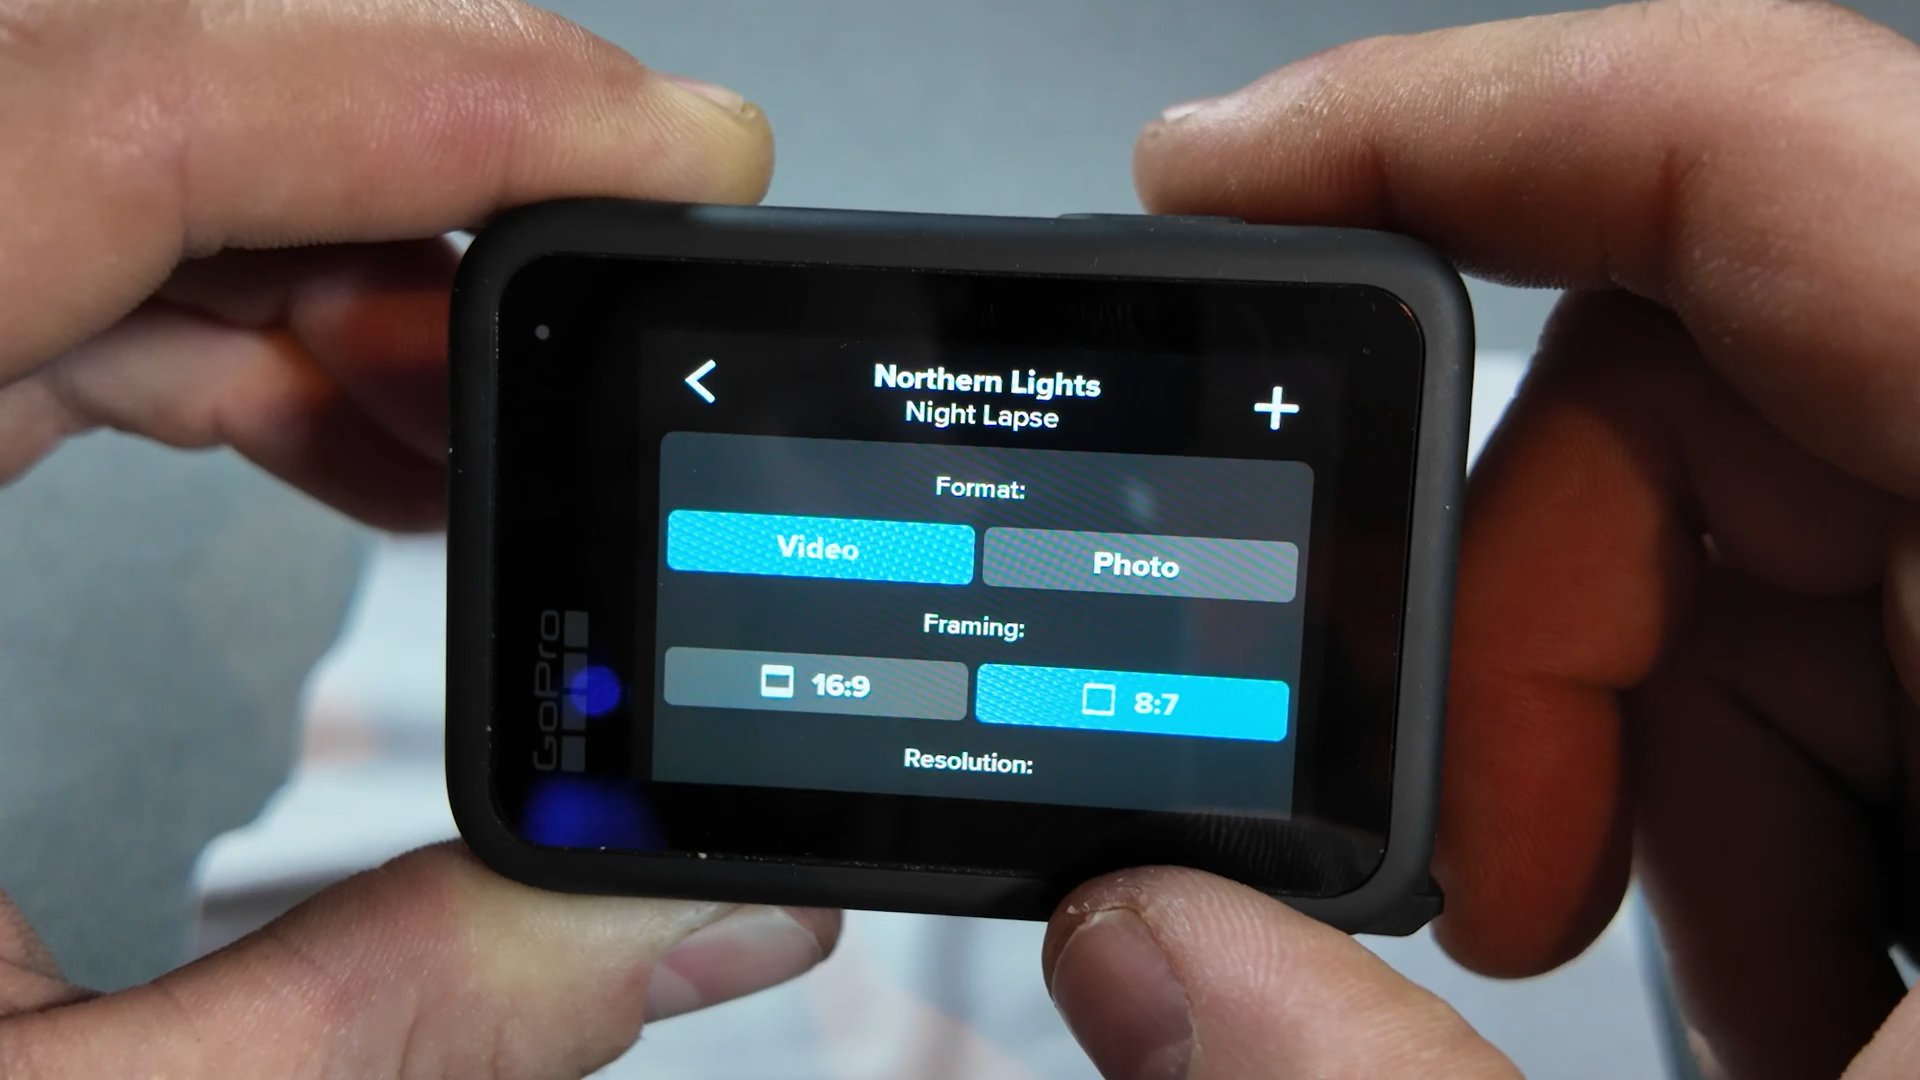 Northern Lights
Night Lapse
Format:
Video Photo
Framing:
16:9 8:7
Resolution:
GoPro